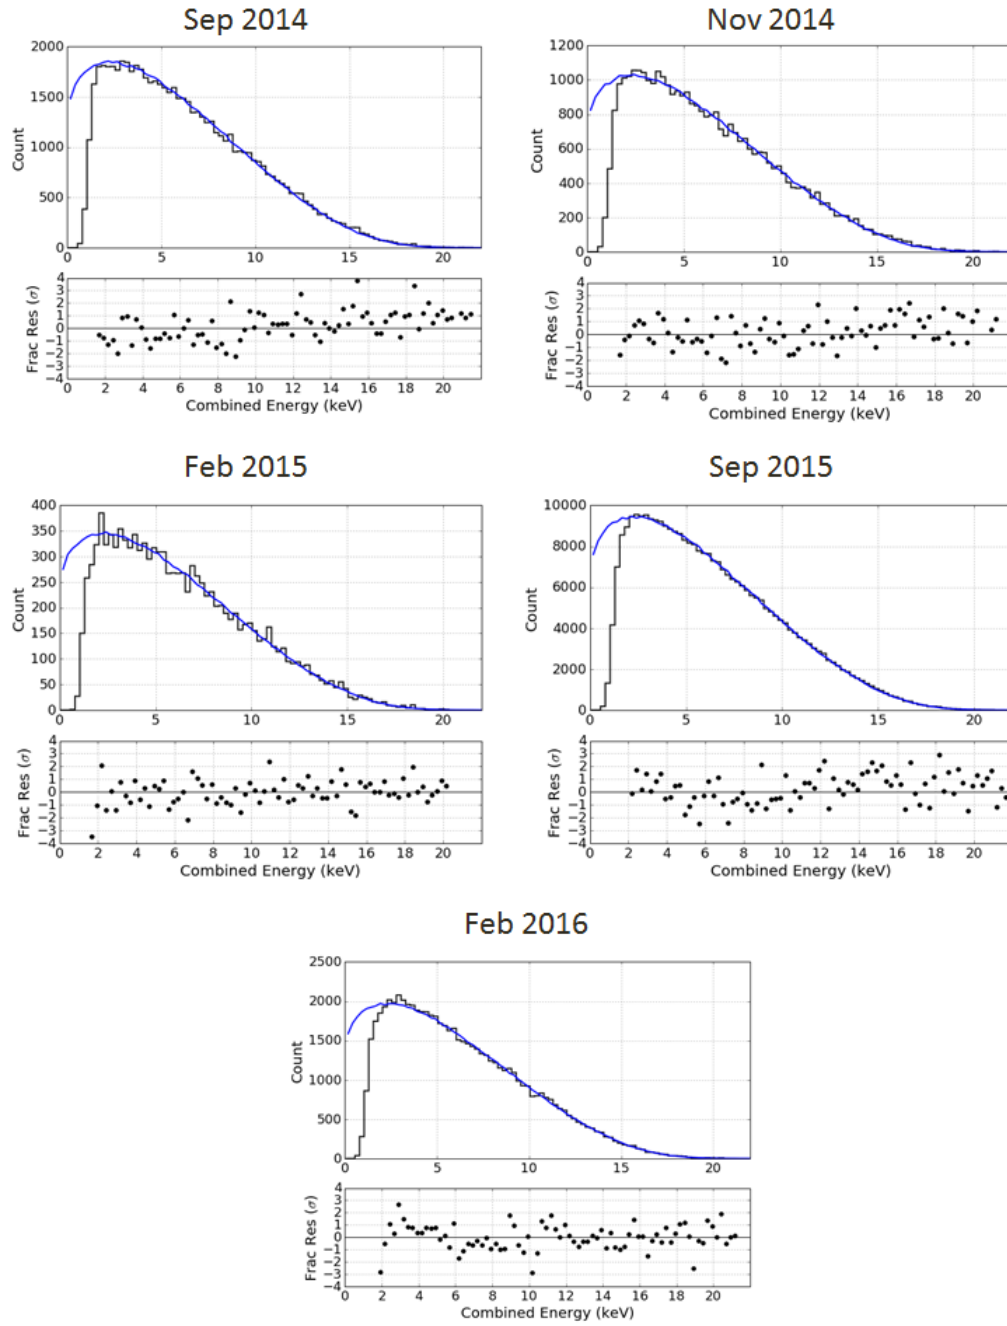 Sep 2014
2000
1500
1000
500
0
Count
0 5 10 15 20
4
3
2
1
0
−1
−2
−3
−4
Frac Res (σ)
0 2 4 6 8 10 12 14 16 18 20
Combined Energy (keV)
Nov 2014
1200
1000
800
600
400
200
0
Count
0 5 10 15 20
4
3
2
1
0
−1
−2
−3
−4
Frac Res (σ)
0 2 4 6 8 10 12 14 16 18 20
Combined Energy (keV)
Feb 2015
400
350
300
250
200
150
100
50
0
Count
0 5 10 15 20
4
3
2
1
0
−1
−2
−3
−4
Frac Res (σ)
0 2 4 6 8 10 12 14 16 18 20
Combined Energy (keV)
Sep 2015
10000
8000
6000
4000
2000
0
Count
0 5 10 15 20
4
3
2
1
0
−1
−2
−3
−4
Frac Res (σ)
0 2 4 6 8 10 12 14 16 18 20
Combined Energy (keV)
Feb 2016
2500
2000
1500
1000
500
0
Count
0 5 10 15 20
4
3
2
1
0
−1
−2
−3
−4
Frac Res (σ)
0 2 4 6 8 10 12 14 16 18 20
Combined Energy (keV)